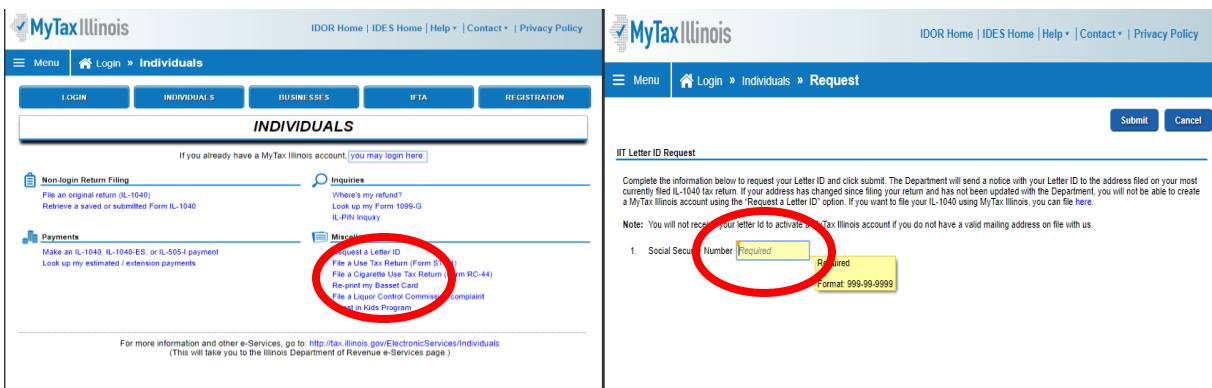 MyTax Illinois
IDOR Home | IDES Home | Help | Contact | Privacy Policy
Menu Login » Individuals
LOGIN INDIVIDUALS BUSINESSES IFTA REGISTRATION
INDIVIDUALS
If you already have a MyTax Illinois account, you may login here.
Non-login Return Filing
File an original return (IL-1040)
Retrieve a saved or submitted Form IL-1040
Payments
Make an IL-1040, IL-1040-ES, or IL-505-I payment
Look up my estimated / extension payments
Inquiries
Where's my refund?
Look up my Form 1099-G
IL-PIN Inquiry
Request a Letter ID
File a Use Tax Return (Form
File a Cigarette Use Tax Return RC-44)
Re-print my Basset Card
File a Liquor Control Commission complaint
in Kids Program
For more information and other e-Services, go to: http://tax.illinois.gov/ElectronicServices/Individuals
(This will take you to the Illinois Department of Revenue e-Services page.)
MyTax Illinois
IDOR Home | IDES Home | Help | Contact | Privacy Policy
Menu Login » Individuals » Request
Submit Cancel
IIT Letter ID Request
Complete the information below to request your Letter ID and click submit. The Department will send a notice with your Letter ID to the address filed on your most
currently filed IL-1040 tax return. If your address has changed since filing your return and has not been updated with the Department, you will not be able to create
a MyTax Illinois account using the "Request a Letter ID" option. If you want to file your IL-1040 using MyTax Illinois, you can file here.
Note: You will not receive your letter Id to activate a MyTax Illinois account if you do not have a valid mailing address on file with us.
1. Social Security Number Required
Required
Format: 999-99-9999